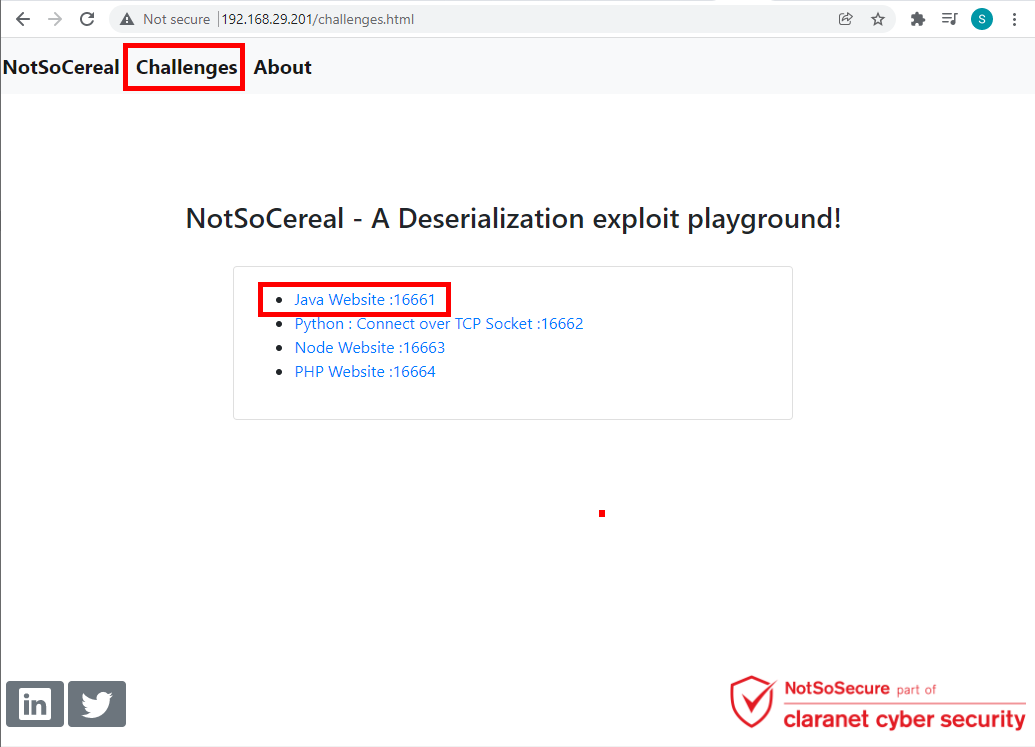 Not secure 192.168.29.201/challenges.html
S
NotSoCereal Challenges About
NotSoCereal - A Deserialization exploit playground!
Java Website :16661
Python : Connect over TCP Socket :16662
Node Website :16663
PHP Website :16664
in
NotSoSecure part of
claranet cyber security